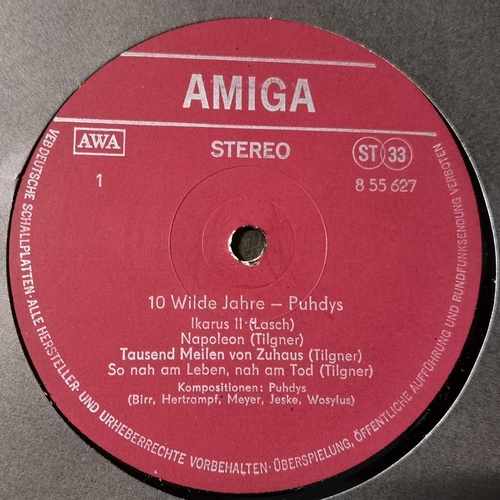 AMIGA
AWA
STEREO
ST 33
1
8 55 627
10 Wilde Jahre – Puhdys
Ikarus II (Lasch)
Napoleon (Tilgner)
Tausend Meilen von Zuhaus (Tilgner)
So nah am Leben, nah am Tod (Tilgner)
Kompositionen: Puhdys
(Birr, Hertrampf, Meyer, Jeske, Wosylus)
VEB DEUTSCHE SCHALLPLATTEN · ALLE HERSTELLER- UND URHEBERRECHTE VORBEHALTEN · ÜBERSPIELUNG, ÖFFENTLICHE AUFFÜHRUNG UND RUNDFUNKSENDUNG VERBOTEN